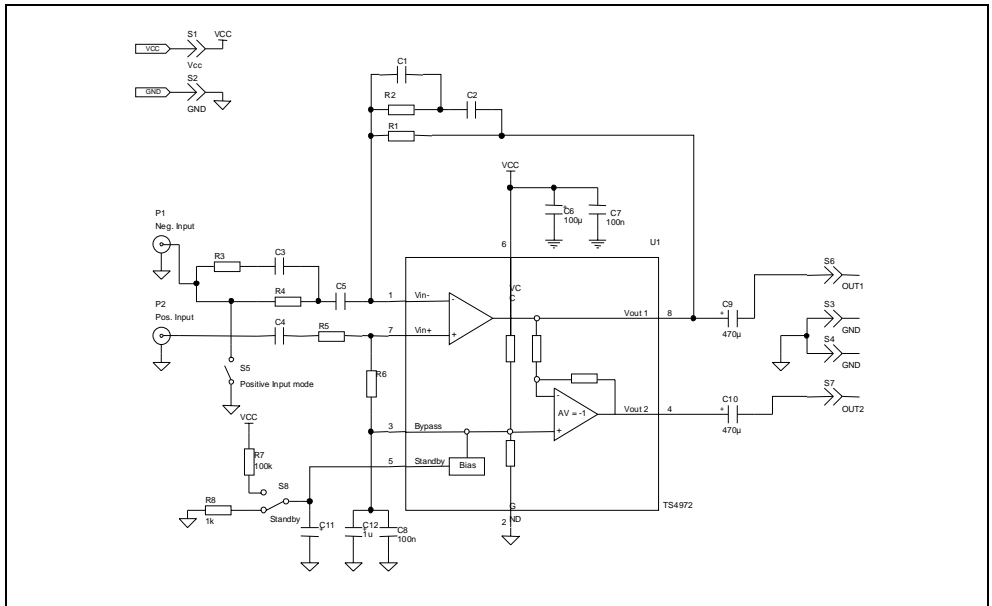 S1
VCC
VCC
Vcc
S2
GND
GND
C1
R2
C2
R1
VCC
C6
100µ
C7
100n
P1
Neg. Input
6
U1
R3
C3
S6
OUT1
VC
C
R4
C5
1
Vin-
-
C9
+
470µ
S3
GND
P2
Pos. Input
C4
R5
7
Vin+
+
Vout 1
8
S4
GND
S5
Positive Input mode
R6
S7
OUT2
-
AV = -1
+
Vout 2
4
C10
+
470µ
VCC
3
Bypass
R7
100k
5
Standby
Bias
S8
R8
1k
Standby
C11
+
C12
1u
C8
100n
G
ND
2
TS4972